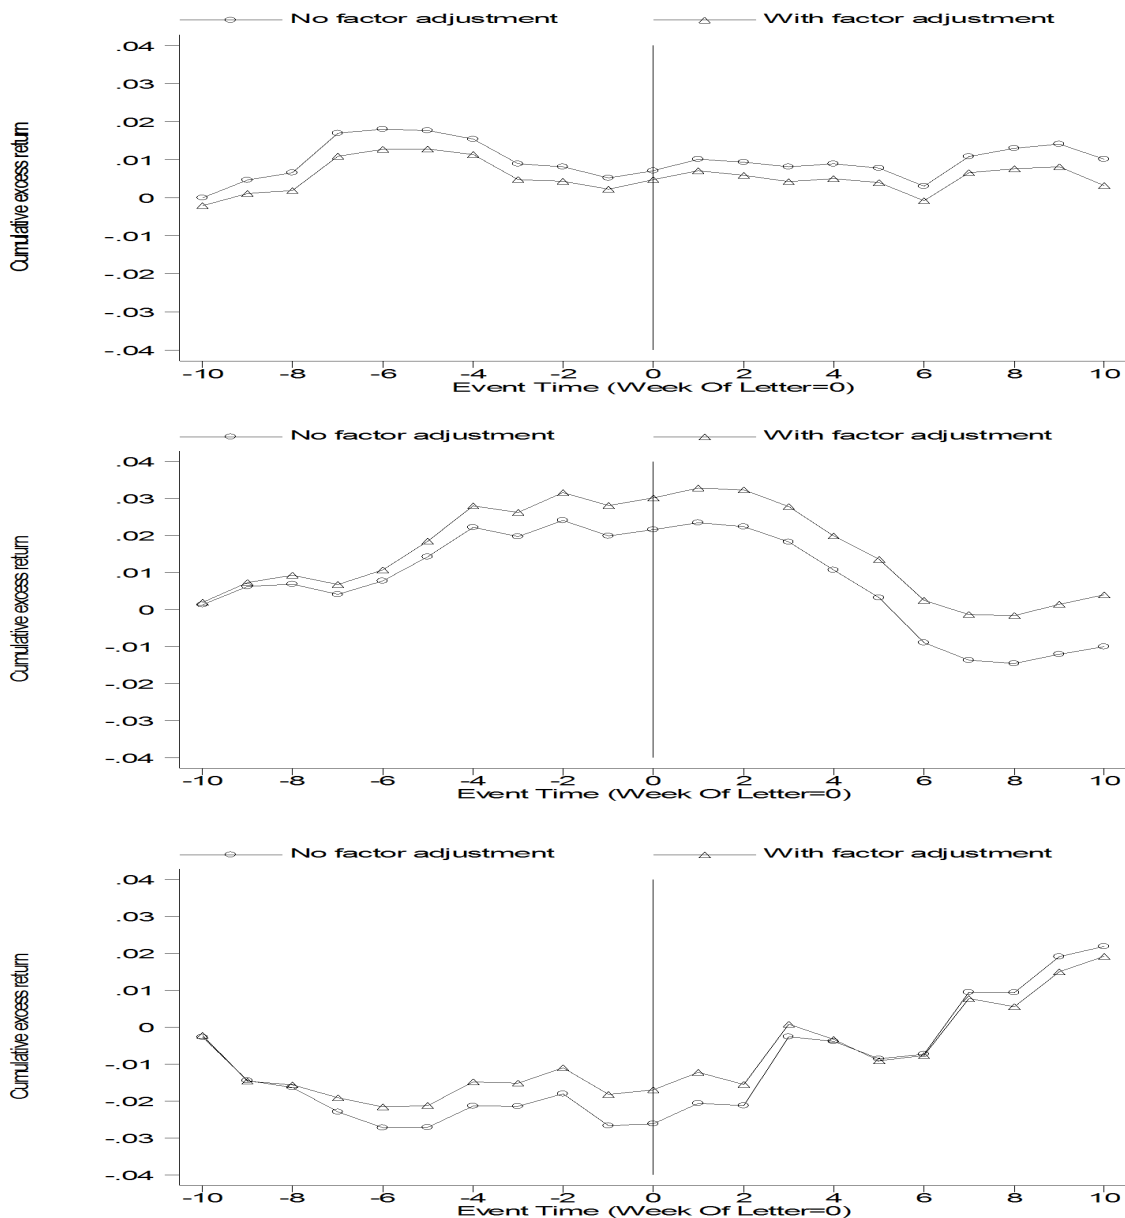 No factor adjustment With factor adjustment
.04
.03
.02
.01
0
-.01
-.02
-.03
-.04
Cumulative excess return
-10 -8 -6 -4 -2 0 2 4 6 8 10
Event Time (Week Of Letter=0)
No factor adjustment With factor adjustment
.04
.03
.02
.01
0
-.01
-.02
-.03
-.04
Cumulative excess return
-10 -8 -6 -4 -2 0 2 4 6 8 10
Event Time (Week Of Letter=0)
No factor adjustment With factor adjustment
.04
.03
.02
.01
0
-.01
-.02
-.03
-.04
Cumulative excess return
-10 -8 -6 -4 -2 0 2 4 6 8 10
Event Time (Week Of Letter=0)